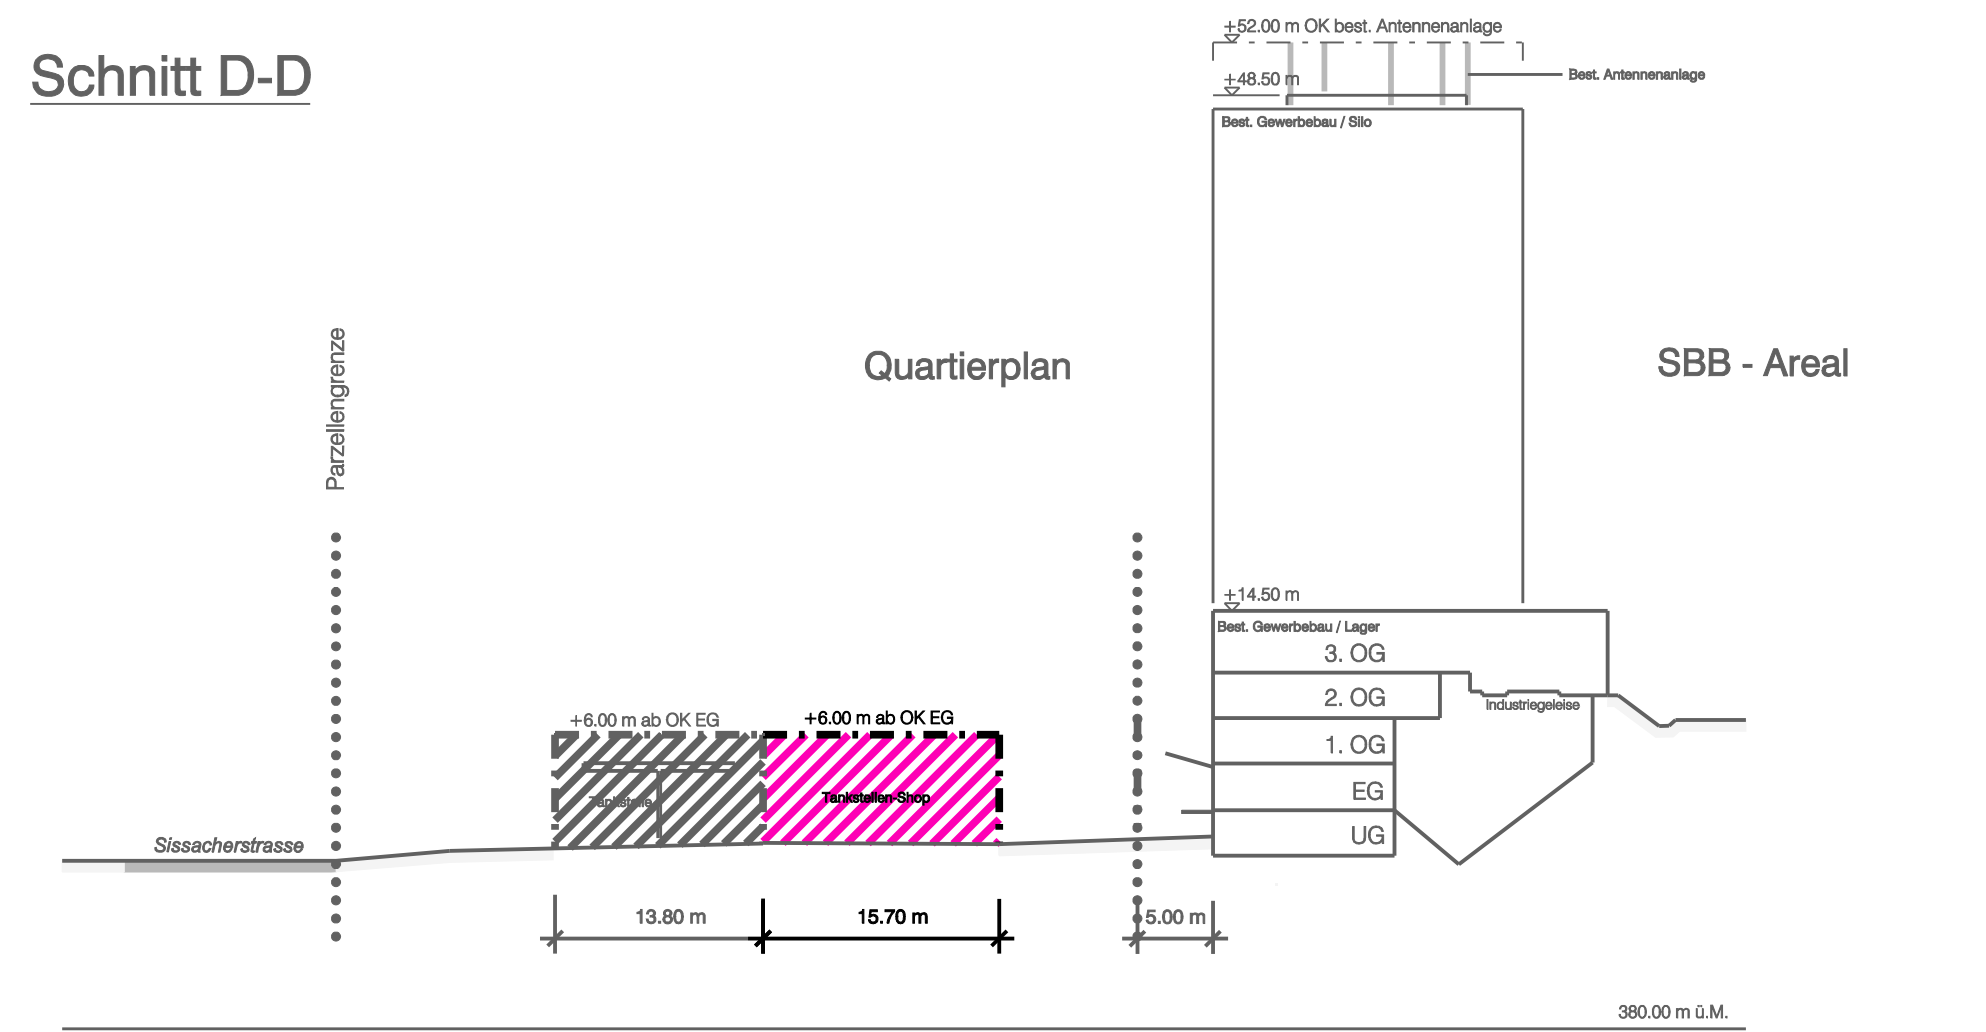 Schnitt D-D
+52.00 m OK best. Antennenanlage
+48.50 m
Best. Antennenanlage
Best. Gewerbebau / Silo
Parzellengrenze
Quartierplan
SBB - Areal
+14.50 m
Best. Gewerbebau / Lager
3. OG
2. OG
Industriegeleise
1. OG
EG
UG
+6.00 m ab OK EG
+6.00 m ab OK EG
Tankstelle
Tankstellen-Shop
Sissacherstrasse
13.80 m
15.70 m
5.00 m
380.00 m ü.M.